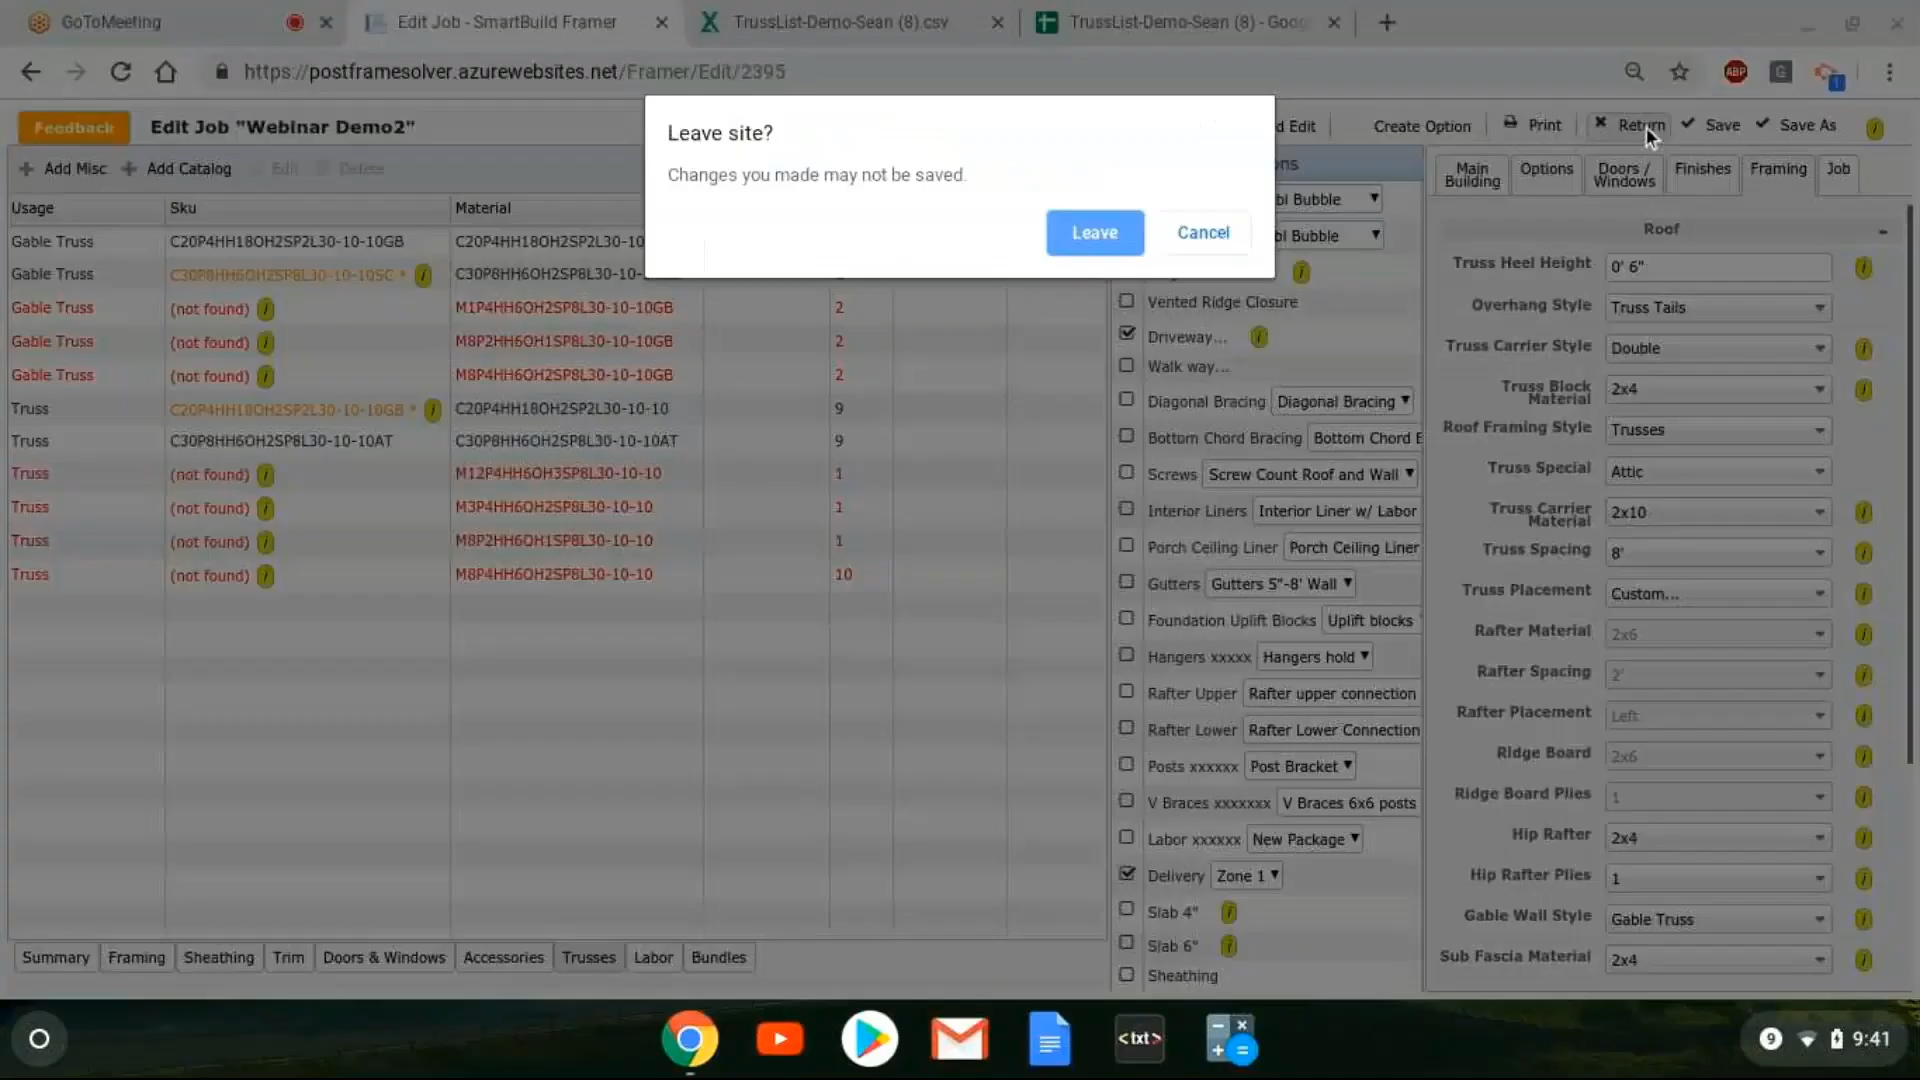 GoToMeeting
Edit Job - SmartBuild Framer
TrussList-Demo-Sean (8).csv
TrussList-Demo-Sean (8) - Goog
https://postframesolver.azurewebsites.net/Framer/Edit/2395
ABP
G
1
Feedback
Edit Job "Webinar Demo2"
d Edit
Create Option
Print
Return
Save
Save As
Leave site?
Changes you made may not be saved.
Leave
Cancel
Add Misc
Add Catalog
Edit
Delete
Usage Sku Material
Gable Truss C20P4HH18OH2SP2L30-10-10GB C20P4HH18OH2SP2L30-10
Gable Truss C30P8HH6OH2SP8L30-10-10SC * C30P8HH6OH2SP8L30-10-
Gable Truss (not found) M1P4HH6OH2SP8L30-10-10GB 2
Gable Truss (not found) M8P2HH6OH1SP8L30-10-10GB 2
Gable Truss (not found) M8P4HH6OH2SP8L30-10-10GB 2
Truss C20P4HH18OH2SP2L30-10-10GB * C20P4HH18OH2SP2L30-10-10 9
Truss C30P8HH6OH2SP8L30-10-10AT C30P8HH6OH2SP8L30-10-10AT 9
Truss (not found) M12P4HH6OH3SP8L30-10-10 1
Truss (not found) M3P4HH6OH2SP8L30-10-10 1
Truss (not found) M8P2HH6OH1SP8L30-10-10 1
Truss (not found) M8P4HH6OH2SP8L30-10-10 10
Summary
Framing
Sheathing
Trim
Doors & Windows
Accessories
Trusses
Labor
Bundles
ns
bl Bubble
bl Bubble
Vented Ridge Closure
Driveway...
Walk way...
Diagonal Bracing Diagonal Bracing
Bottom Chord Bracing Bottom Chord B
Screws Screw Count Roof and Wall
Interior Liners Interior Liner w/ Labor
Porch Ceiling Liner Porch Ceiling Liner
Gutters Gutters 5"-8' Wall
Foundation Uplift Blocks Uplift blocks
Hangers xxxxx Hangers hold
Rafter Upper Rafter upper connection
Rafter Lower Rafter Lower Connection
Posts xxxxxx Post Bracket
V Braces xxxxxxx V Braces 6x6 posts
Labor xxxxxx New Package
Delivery Zone 1
Slab 4"
Slab 6"
Sheathing
Main Building
Options
Doors / Windows
Finishes
Framing
Job
Roof
Truss Heel Height 0' 6"
Overhang Style Truss Tails
Truss Carrier Style Double
Truss Block Material 2x4
Roof Framing Style Trusses
Truss Special Attic
Truss Carrier Material 2x10
Truss Spacing 8'
Truss Placement Custom...
Rafter Material 2x6
Rafter Spacing 2'
Rafter Placement Left
Ridge Board 2x6
Ridge Board Plies 1
Hip Rafter 2x4
Hip Rafter Plies 1
Gable Wall Style Gable Truss
Sub Fascia Material 2x4
<txt>
9
9:41